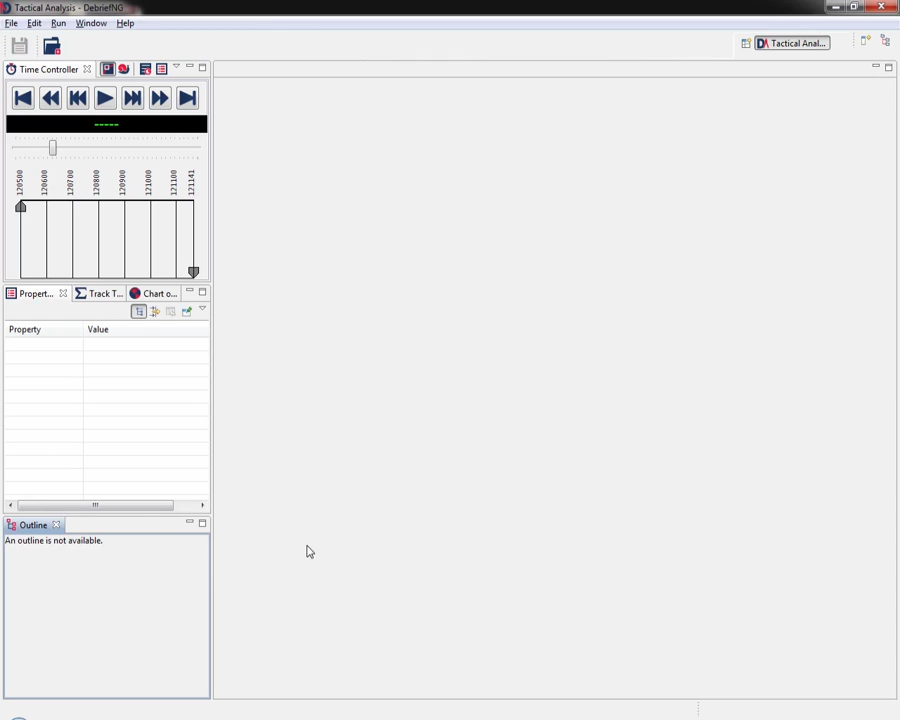 Tactical Analysis - DebriefNG
File Edit Run Window Help
Tactical Anal...
Time Controller
-----
120500 120600 120700 120800 120900 121000 121100 121141
Propert... Track T... Chart o...
Property Value
Outline
An outline is not available.